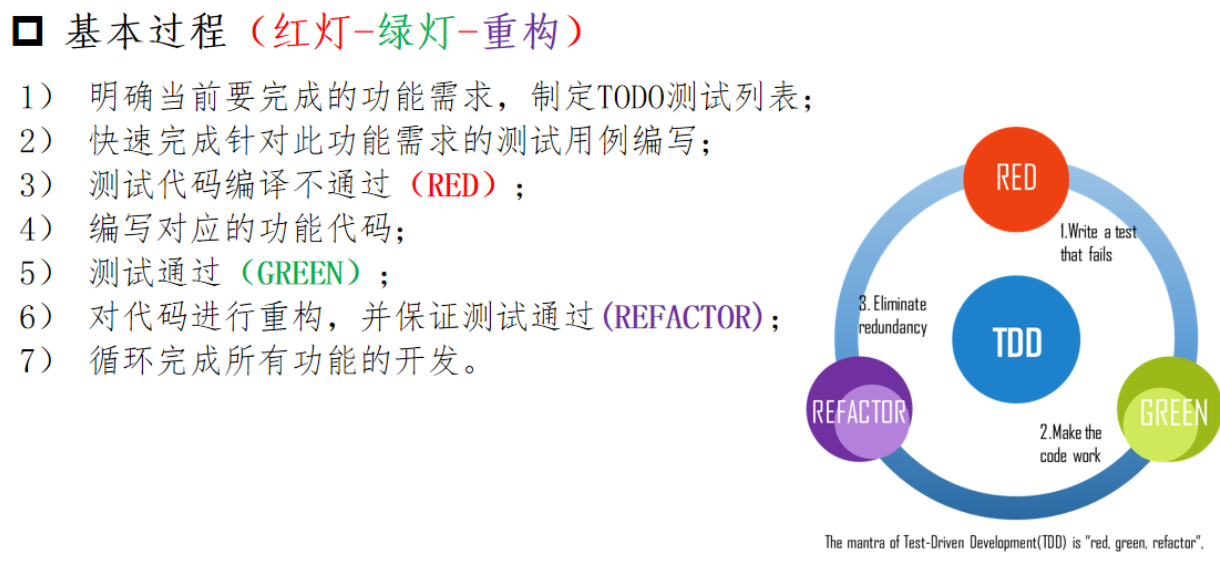 基本过程（红灯-绿灯-重构）
1） 明确当前要完成的功能需求，制定TODO测试列表；
2） 快速完成针对此功能需求的测试用例编写；
3） 测试代码编译不通过（RED）；
4） 编写对应的功能代码；
5） 测试通过（GREEN）；
6） 对代码进行重构，并保证测试通过(REFACTOR)；
7） 循环完成所有功能的开发。
RED
1.Write a test
that fails
3. Eliminate
redundancy
TDD
REFACTOR
GREEN
2.Make the
code work
The mantra of Test-Driven Development(TDD) is "red, green, refactor",